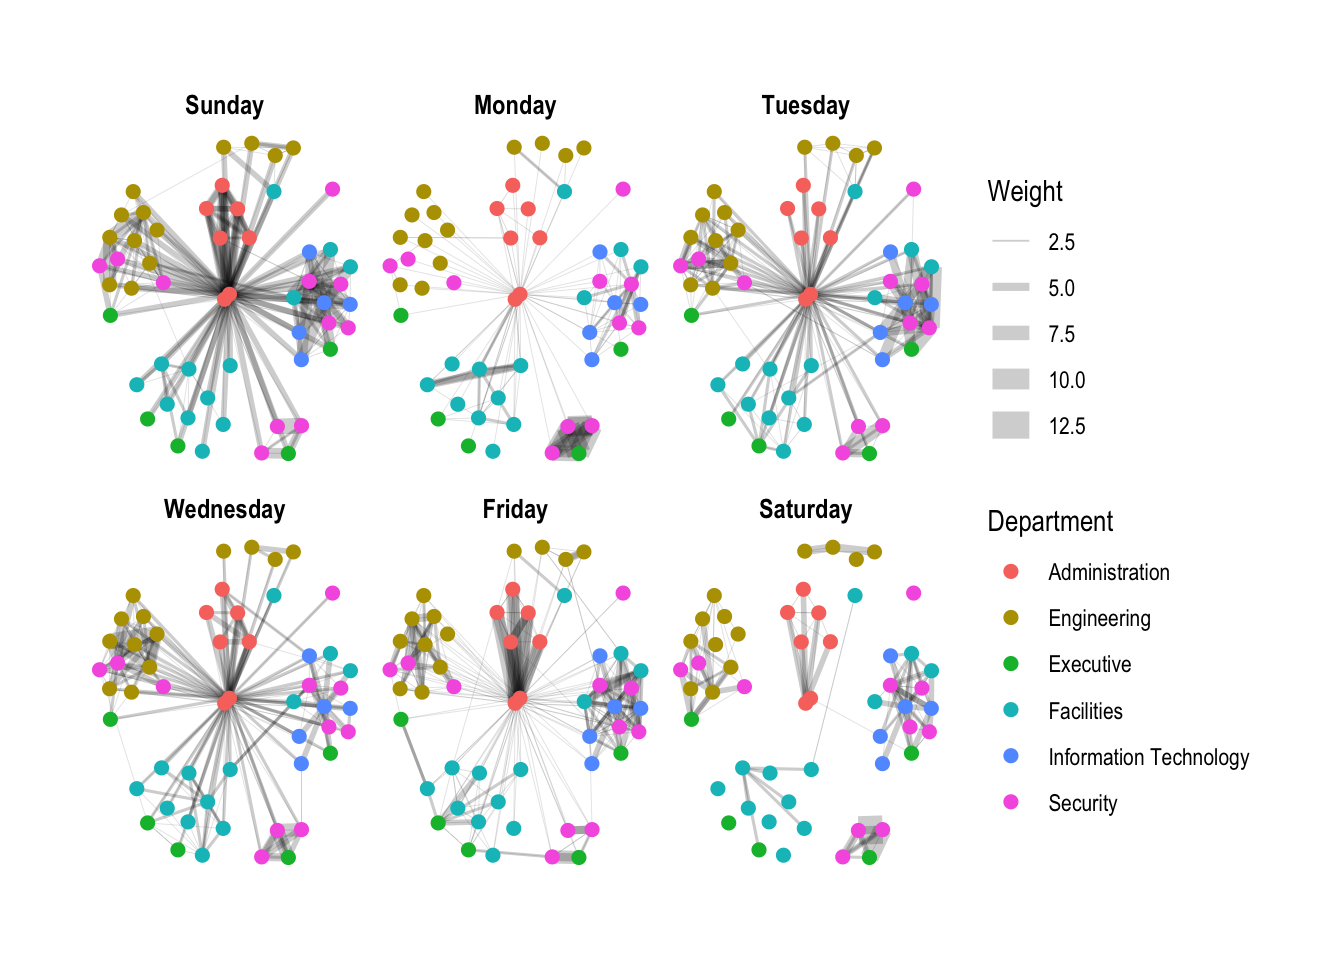 Sunday
Monday
Tuesday
Wednesday
Friday
Saturday
Weight
2.5
5.0
7.5
10.0
12.5
Department
Administration
Engineering
Executive
Facilities
Information Technology
Security